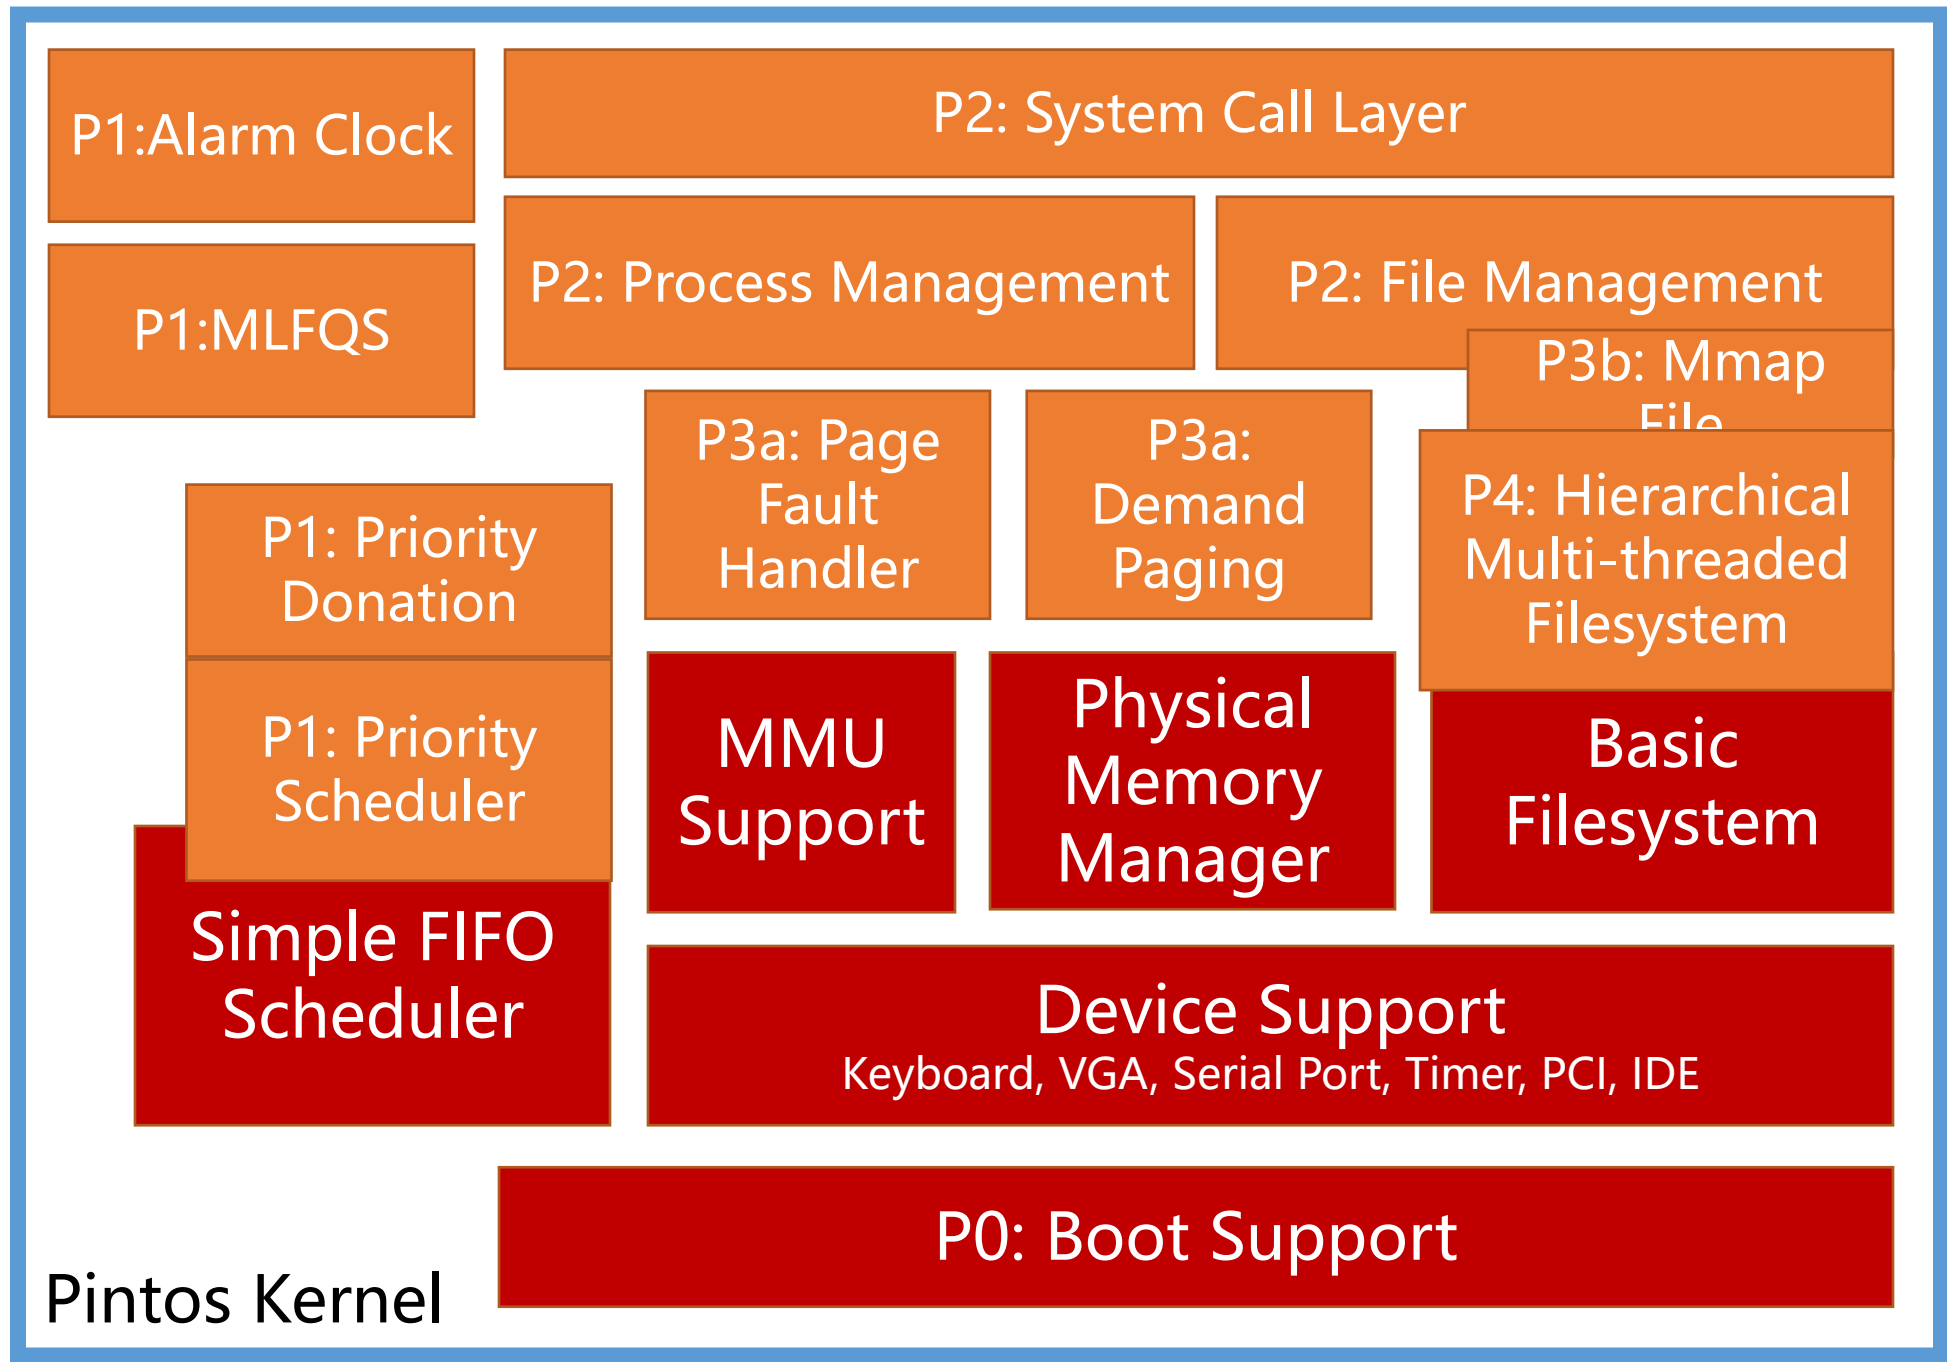 P1:Alarm Clock
P2: System Call Layer
P1:MLFQS
P2: Process Management
P2: File Management
P3b: Mmap
File
P3a: Page
Fault
Handler
P3a:
Demand
Paging
P4: Hierarchical
Multi-threaded
Filesystem
P1: Priority
Donation
P1: Priority
Scheduler
MMU
Support
Physical
Memory
Manager
Basic
Filesystem
Simple FIFO
Scheduler
Device Support
Keyboard, VGA, Serial Port, Timer, PCI, IDE
P0: Boot Support
Pintos Kernel